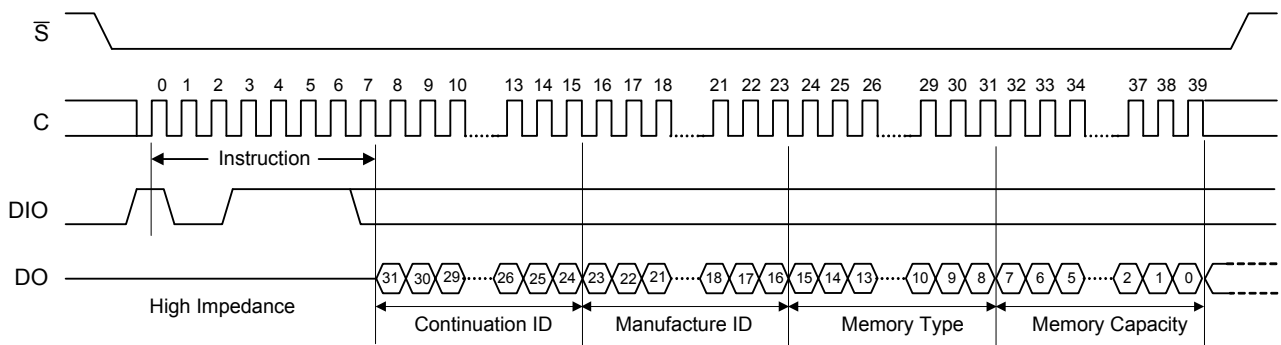 S
0 1 2 3 4 5 6 7 8 9 10 13 14 15 16 17 18 21 22 23 24 25 26 29 30 31 32 33 34 37 38 39
C
Instruction
DIO
DO
31 30 29 26 25 24 23 22 21 18 17 16 15 14 13 10 9 8 7 6 5 2 1 0
High Impedance
Continuation ID Manufacture ID Memory Type Memory Capacity